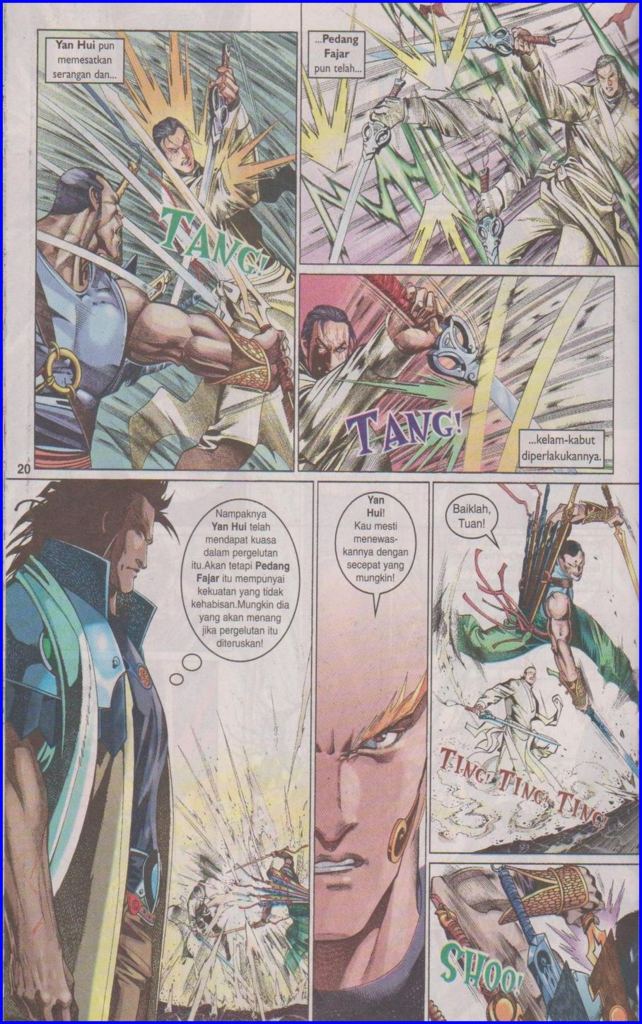 Yan Hui pun
memesatkan
serangan dan...
TANG!
...Pedang
Fajar
pun telah...
TANG!
...kelam-kabut
diperlakukannya.
20
Nampaknya
Yan Hui telah
mendapat kuasa
dalam pergelutan
itu.Akan tetapi Pedang
Fajar itu mempunyai
kekuatan yang tidak
kehabisan.Mungkin dia
yang akan menang
jika pergelutan itu
diteruskan!
Yan
Hui!
Kau mesti
menewas-
kannya dengan
secepat yang
mungkin!
Baiklah,
Tuan!
TING! TING! TING!
SHOO!